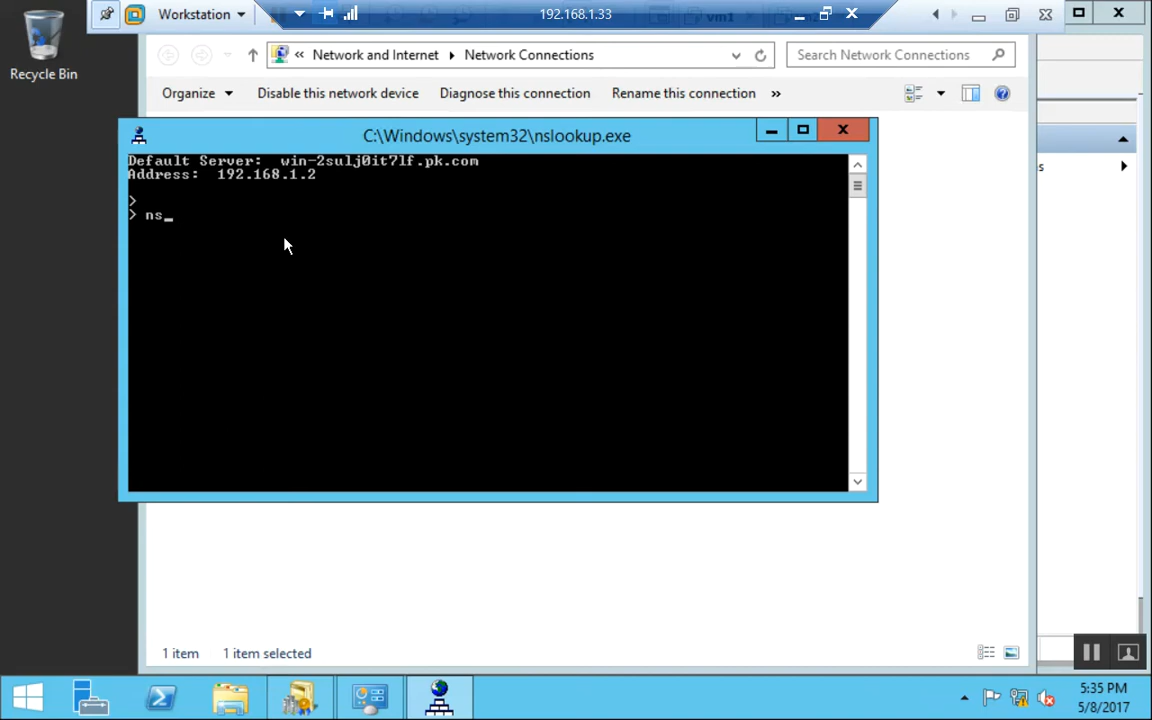 Workstation
192.168.1.33
vm1
Recycle Bin
« Network and Internet Network Connections
Search Network Connections
Organize
Disable this network device
Diagnose this connection
Rename this connection
»
C:\Windows\system32\nslookup.exe
Default Server: win-2sulj0it7lf.pk.com
Address: 192.168.1.2
>
> ns_
s
1 item
1 item selected
5:35 PM
5/8/2017